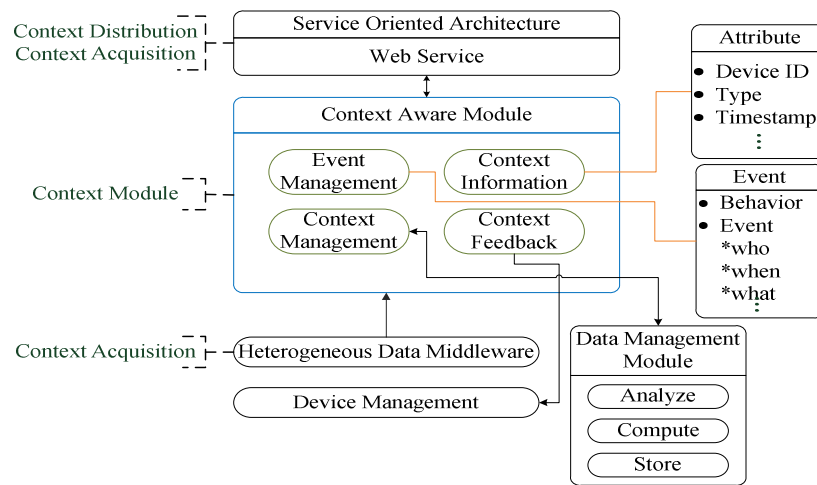 Context Distribution
Context Acquisition
Service Oriented Architecture
Web Service
Attribute
Device ID
Type
Timestamp
Context Aware Module
Event
Management
Context
Information
Context Module
Context
Management
Context
Feedback
Event
Behavior
Event
*who
*when
*what
Context Acquisition
Heterogeneous Data Middleware
Device Management
Data Management
Module
Analyze
Compute
Store